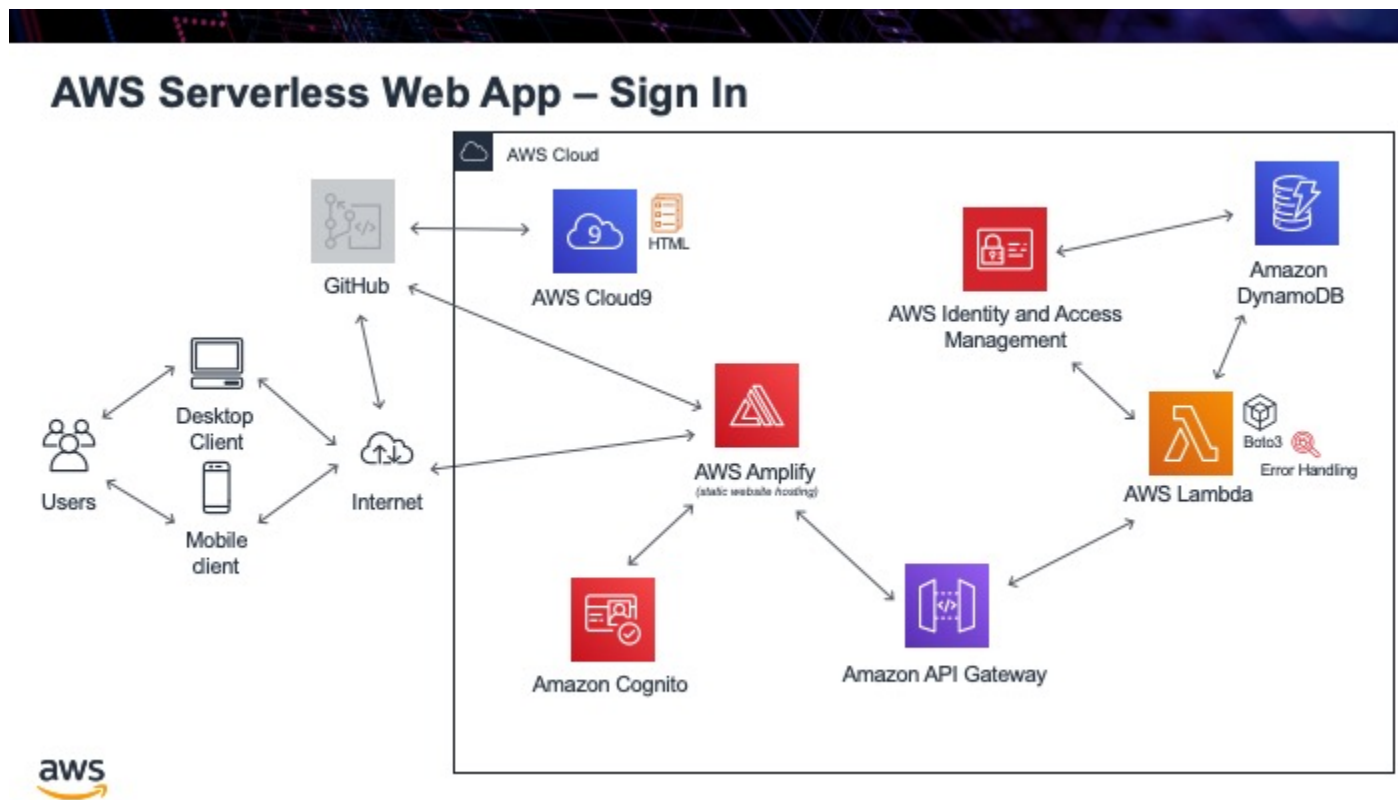 AWS Serverless Web App – Sign In
AWS Cloud
GitHub
9
AWS Cloud9
HTML
Amazon
DynamoDB
AWS Identity and Access
Management
Users
Desktop
Client
Mobile
client
Internet
AWS Amplify
(static website hosting)
Boto3
Error Handling
AWS Lambda
Amazon Cognito
</>
Amazon API Gateway
aws